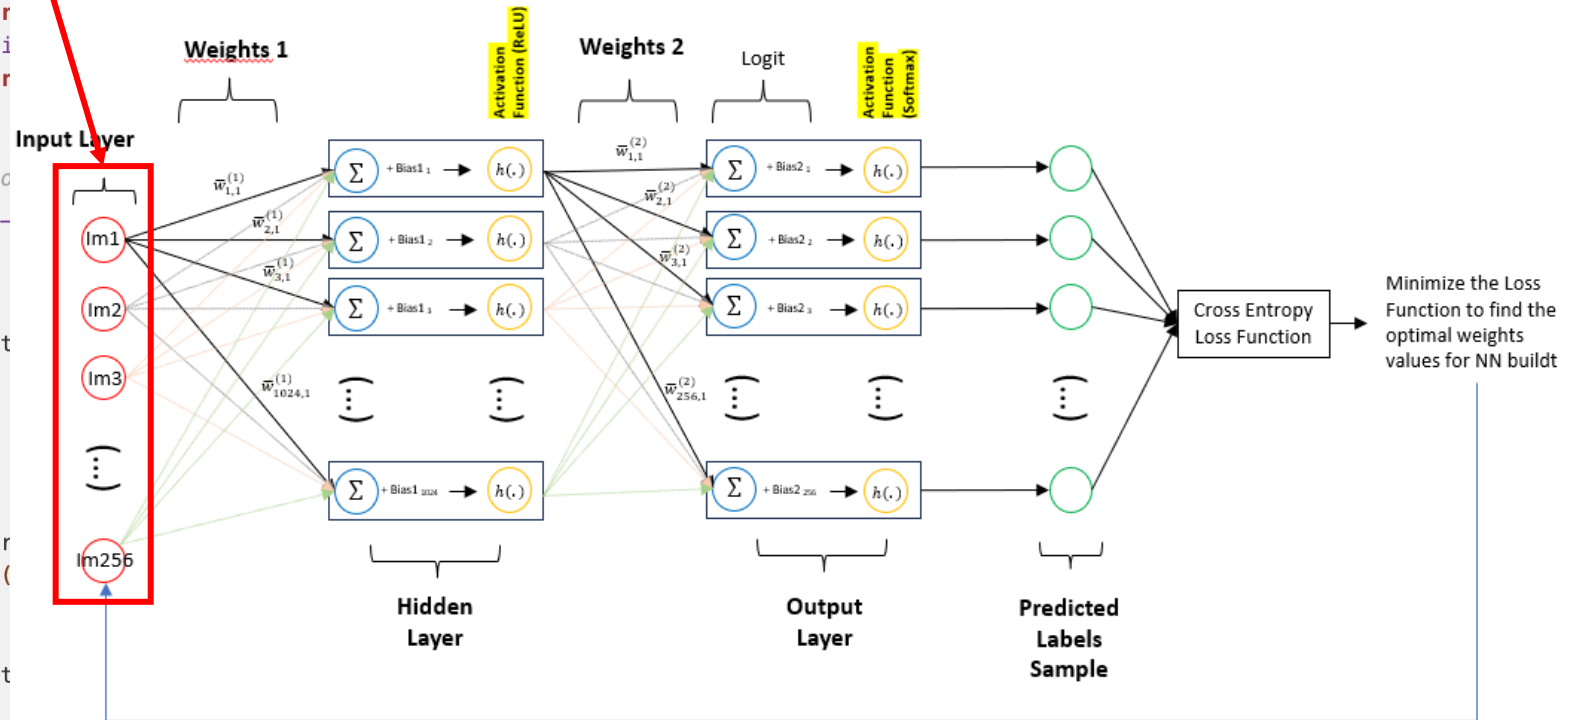 Weights 1
Activation
Function (ReLU)
Weights 2
Logit
Activation
Function
(Softmax)
Input Layer
w̅₁,₁⁽¹⁾
w̅₂,₁⁽¹⁾
w̅₃,₁⁽¹⁾
w̅₁₀₂₄,₁⁽¹⁾
Im1
Im2
Im3
(...)
Im256
∑ + Bias1 ₁ h(.)
∑ + Bias1 ₂ h(.)
∑ + Bias1 ₃ h(.)
(...) (...)
∑ + Bias1 ₁₀₂₄ h(.)
w̅₁,₁⁽²⁾
w̅₂,₁⁽²⁾
w̅₃,₁⁽²⁾
w̅₂₅₆,₁⁽²⁾
∑ + Bias2 ₁ h(.)
∑ + Bias2 ₂ h(.)
∑ + Bias2 ₃ h(.)
(...) (...) (...)
∑ + Bias2 ₂₅₆ h(.)
Cross Entropy
Loss Function
Minimize the Loss
Function to find the
optimal weights
values for NN buildt
Hidden
Layer
Output
Layer
Predicted
Labels
Sample